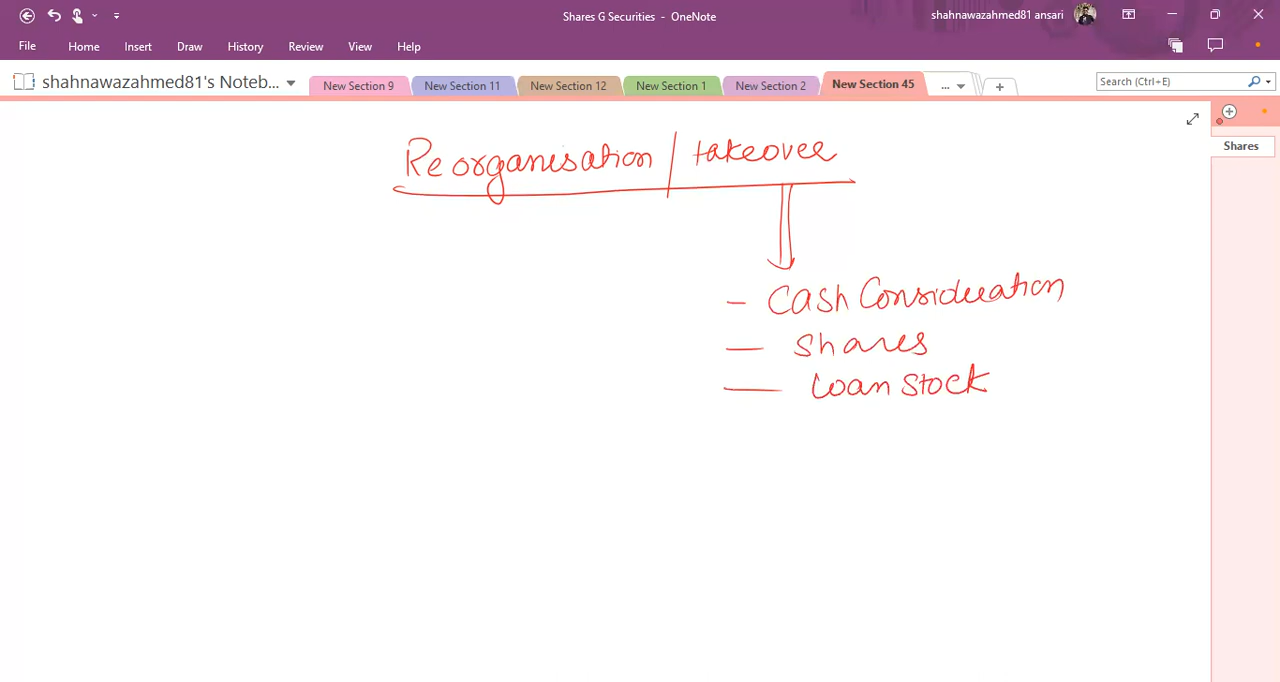 Shares G Securities - OneNote
shahnawazahmed81 ansari
File Home Insert Draw History Review View Help
shahnawazahmed81's Noteb... New Section 9 New Section 11 New Section 12 New Section 1 New Section 2 New Section 45 ... Search (Ctrl+E)
Shares
Reorganisation / takeover
- Cash Consideration
- Shares
- Loan Stock